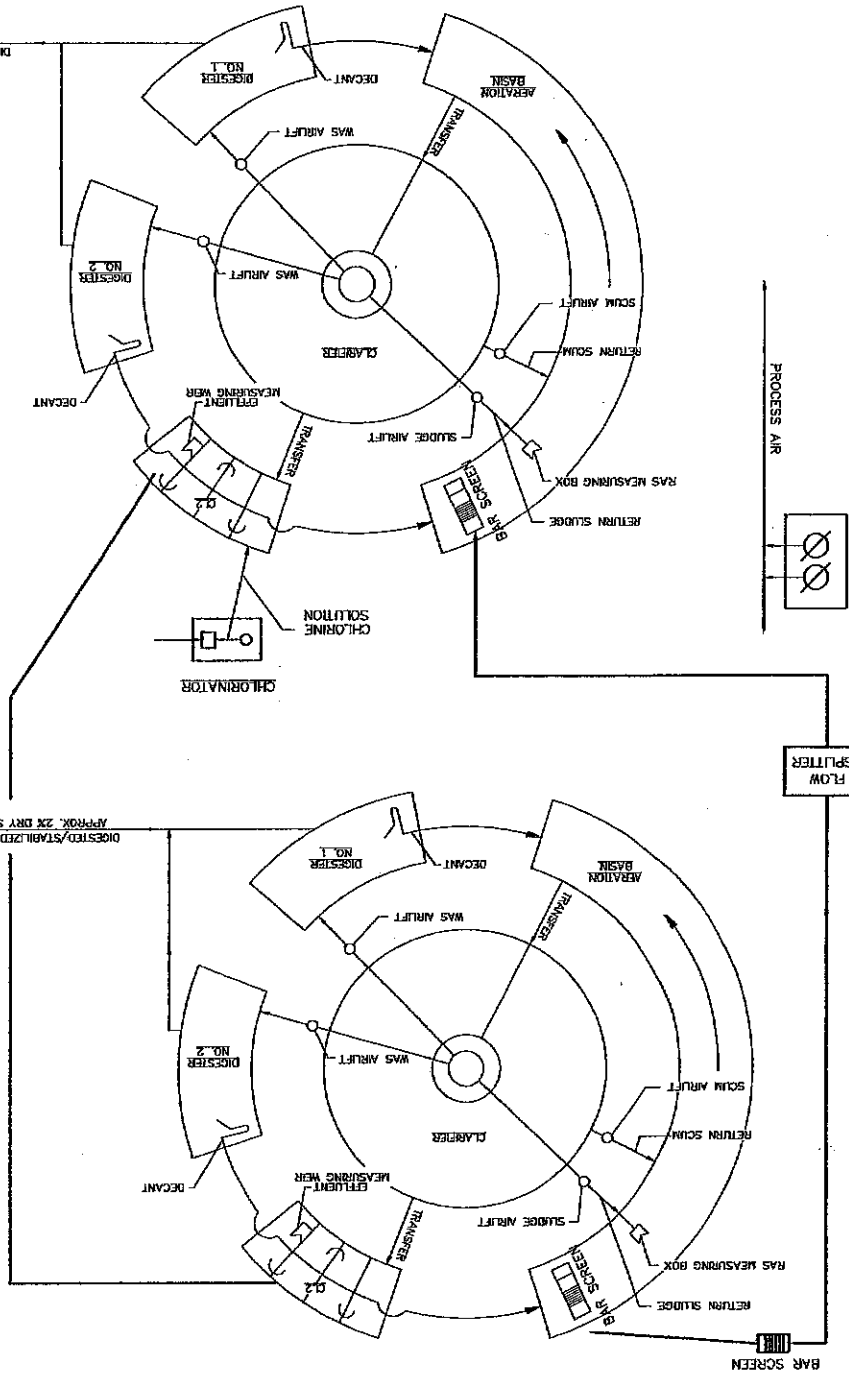 BAR SCREEN
BAR SCREEN
RETURN SLUDGE
RAS MEASURING BOX
SLUDGE AIRLIFT
RETURN SCUM
SCUM AIRLIFT
TRANSFER
CL2
EFFLUENT
MEASURING WEIR
DECANT
CLARIFIER
DIGESTER
NO. 2
WAS AIRLIFT
WAS AIRLIFT
TRANSFER
AERATION
BASIN
DECANT
DIGESTER
NO. 1
DIGESTED/STABILIZED
APPROX. 2% DRY S
FLOW
SPLITTER
CHLORINATOR
CHLORINE
SOLUTION
PROCESS AIR
BAR SCREEN
RETURN SLUDGE
RAS MEASURING BOX
SLUDGE AIRLIFT
RETURN SCUM
SCUM AIRLIFT
TRANSFER
CL2
EFFLUENT
MEASURING WEIR
DECANT
CLARIFIER
DIGESTER
NO. 2
WAS AIRLIFT
WAS AIRLIFT
TRANSFER
AERATION
BASIN
DECANT
DIGESTER
NO. 1